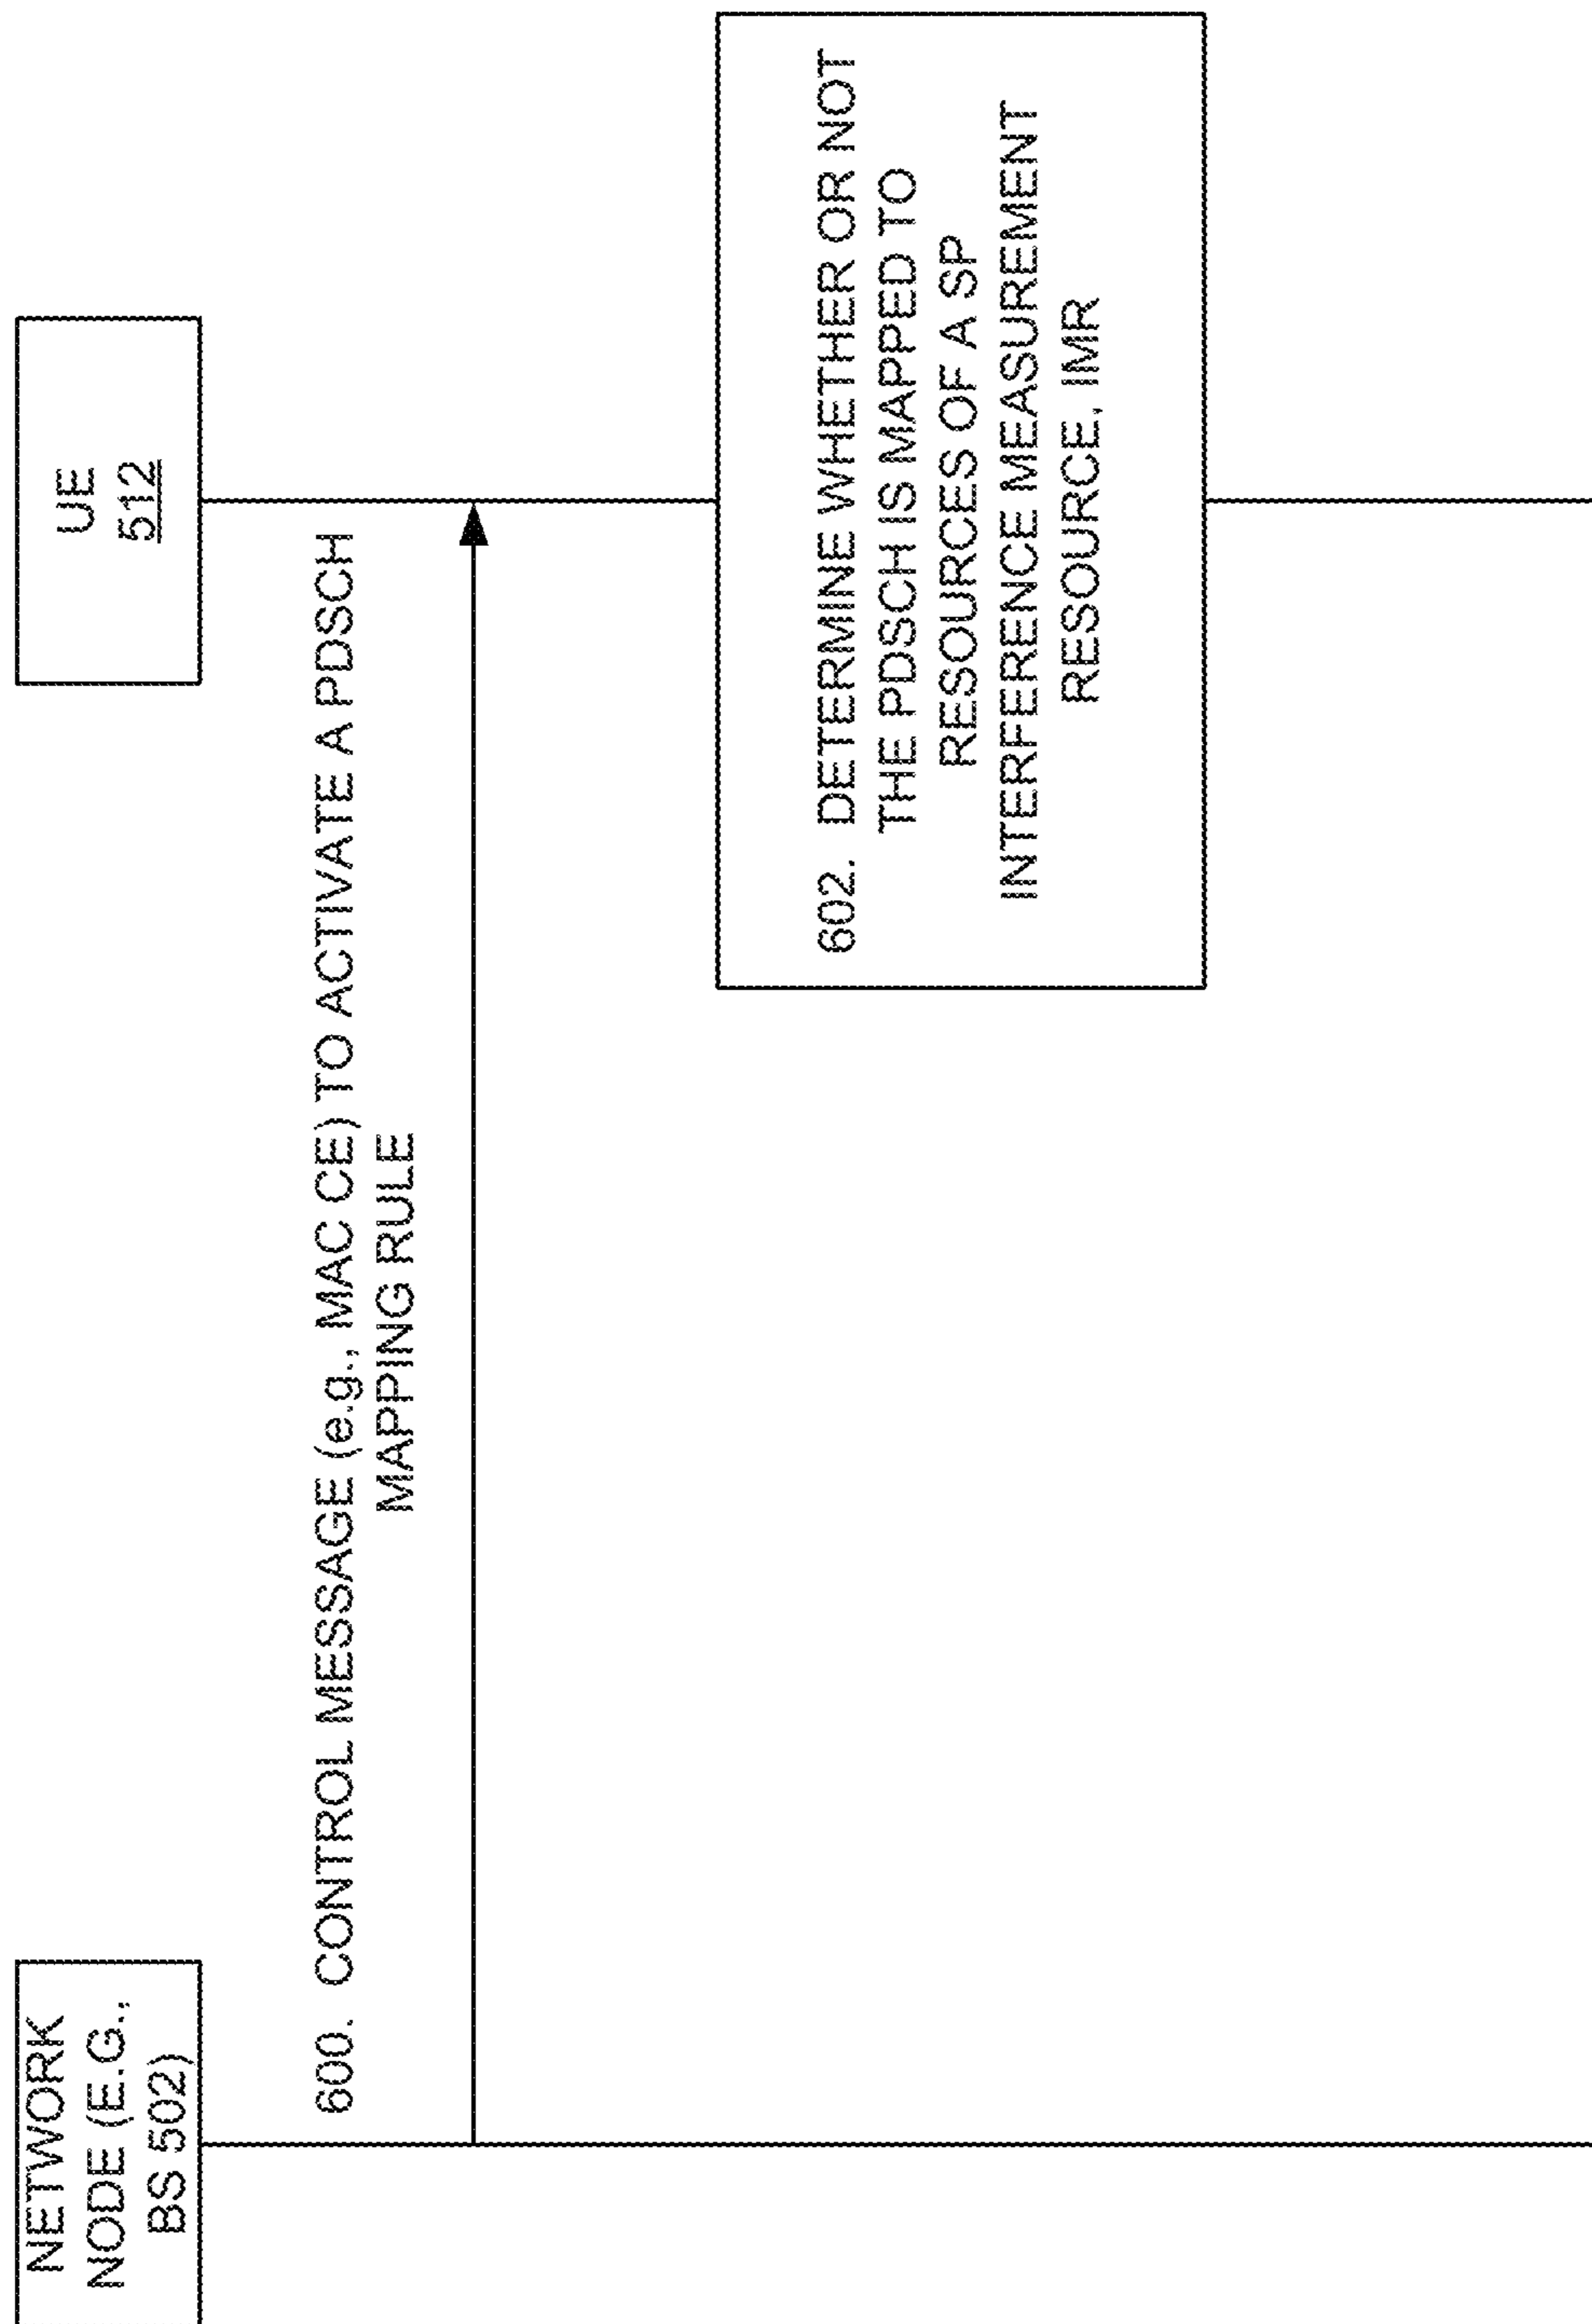 NETWORK
NODE (E.G.,
BS 502)
UE
512
600. CONTROL MESSAGE (e.g., MAC CE) TO ACTIVATE A PDSCH
MAPPING RULE
602. DETERMINE WHETHER OR NOT
THE PDSCH IS MAPPED TO
RESOURCES OF A SP
INTERFERENCE MEASUREMENT
RESOURCE, IMR